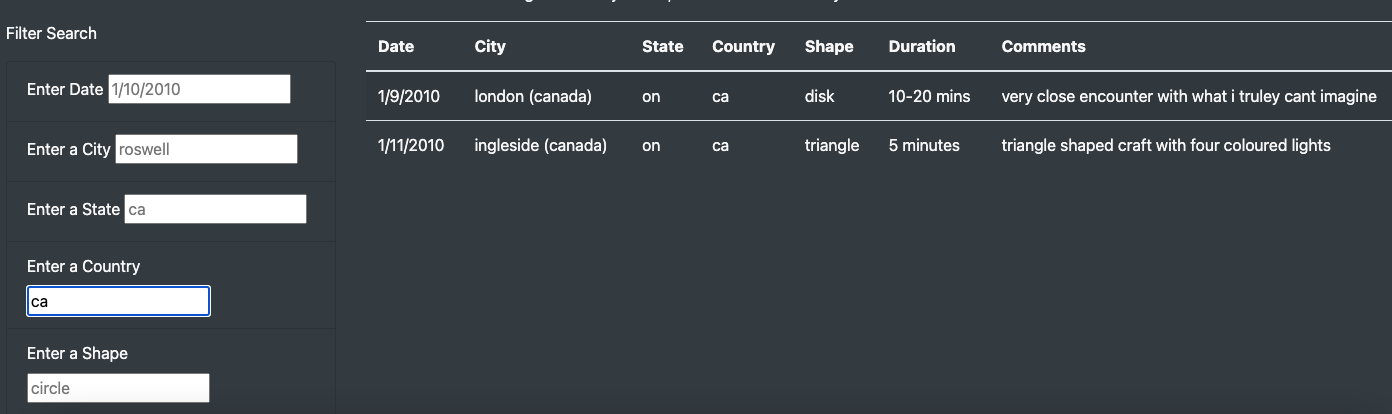 Filter Search
Enter Date 1/10/2010
Enter a City roswell
Enter a State ca
Enter a Country
ca
Enter a Shape
circle
Date City State Country Shape Duration Comments
1/9/2010 london (canada) on ca disk 10-20 mins very close encounter with what i truley cant imagine
1/11/2010 ingleside (canada) on ca triangle 5 minutes triangle shaped craft with four coloured lights